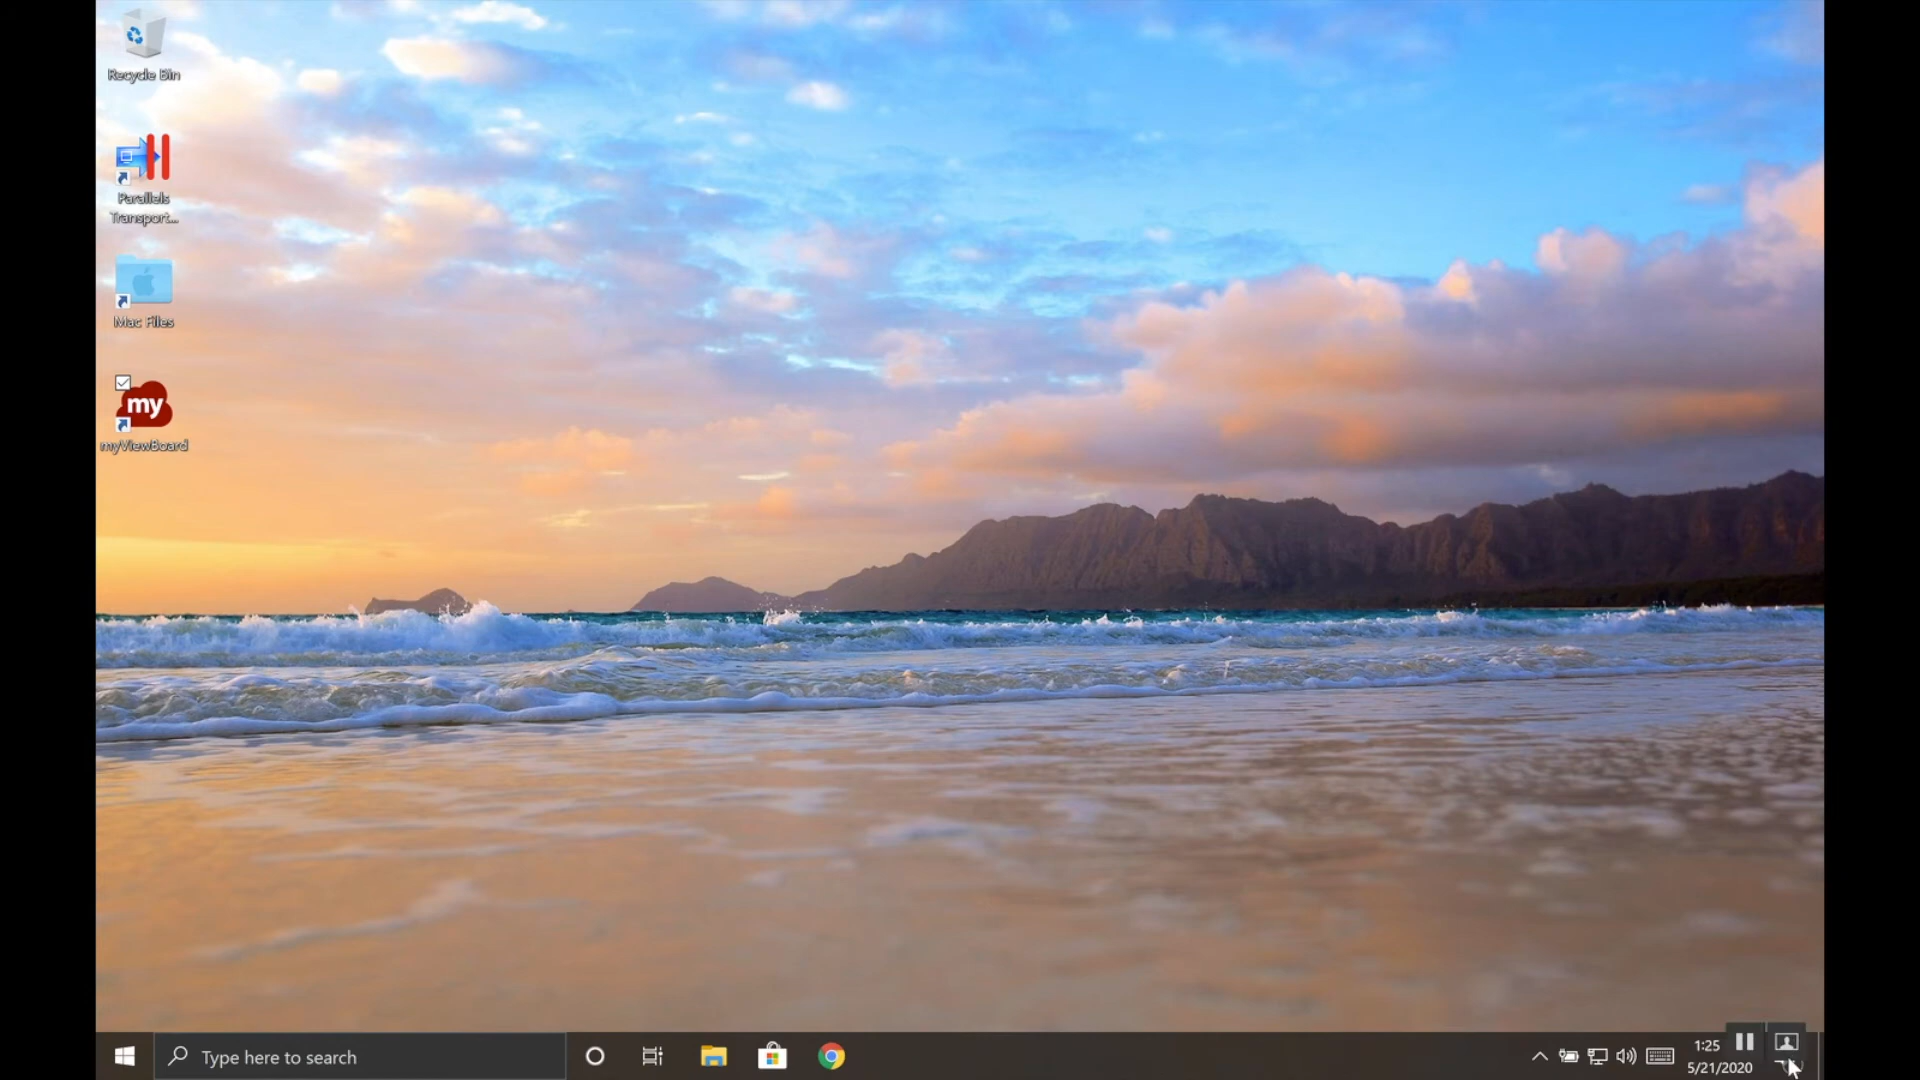 Recycle Bin
Parallels
Transport...
Mac Files
my
myViewBoard
Type here to search
1:25
5/21/2020